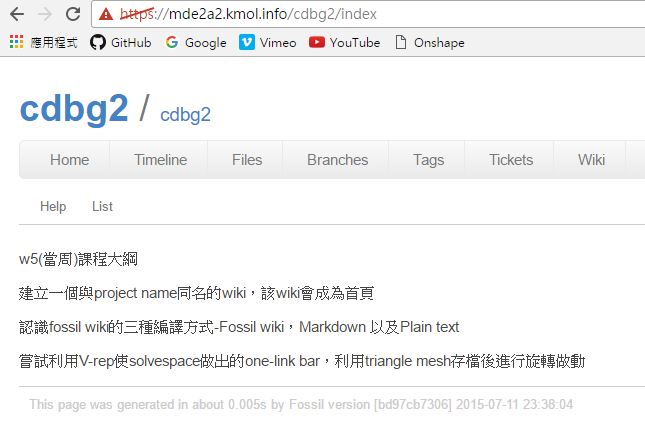 https://mde2a2.kmol.info/cdbg2/index
應用程式 GitHub Google Vimeo YouTube Onshape
cdbg2 / cdbg2
Home Timeline Files Branches Tags Tickets Wiki
Help List
w5(當周)課程大綱
建立一個與project name同名的wiki，該wiki會成為首頁
認識fossil wiki的三種編譯方式-Fossil wiki，Markdown 以及Plain text
嘗試利用V-rep使solvespace做出的one-link bar，利用triangle mesh存檔後進行旋轉做動
This page was generated in about 0.005s by Fossil version [bd97cb7306] 2015-07-11 23:38:04